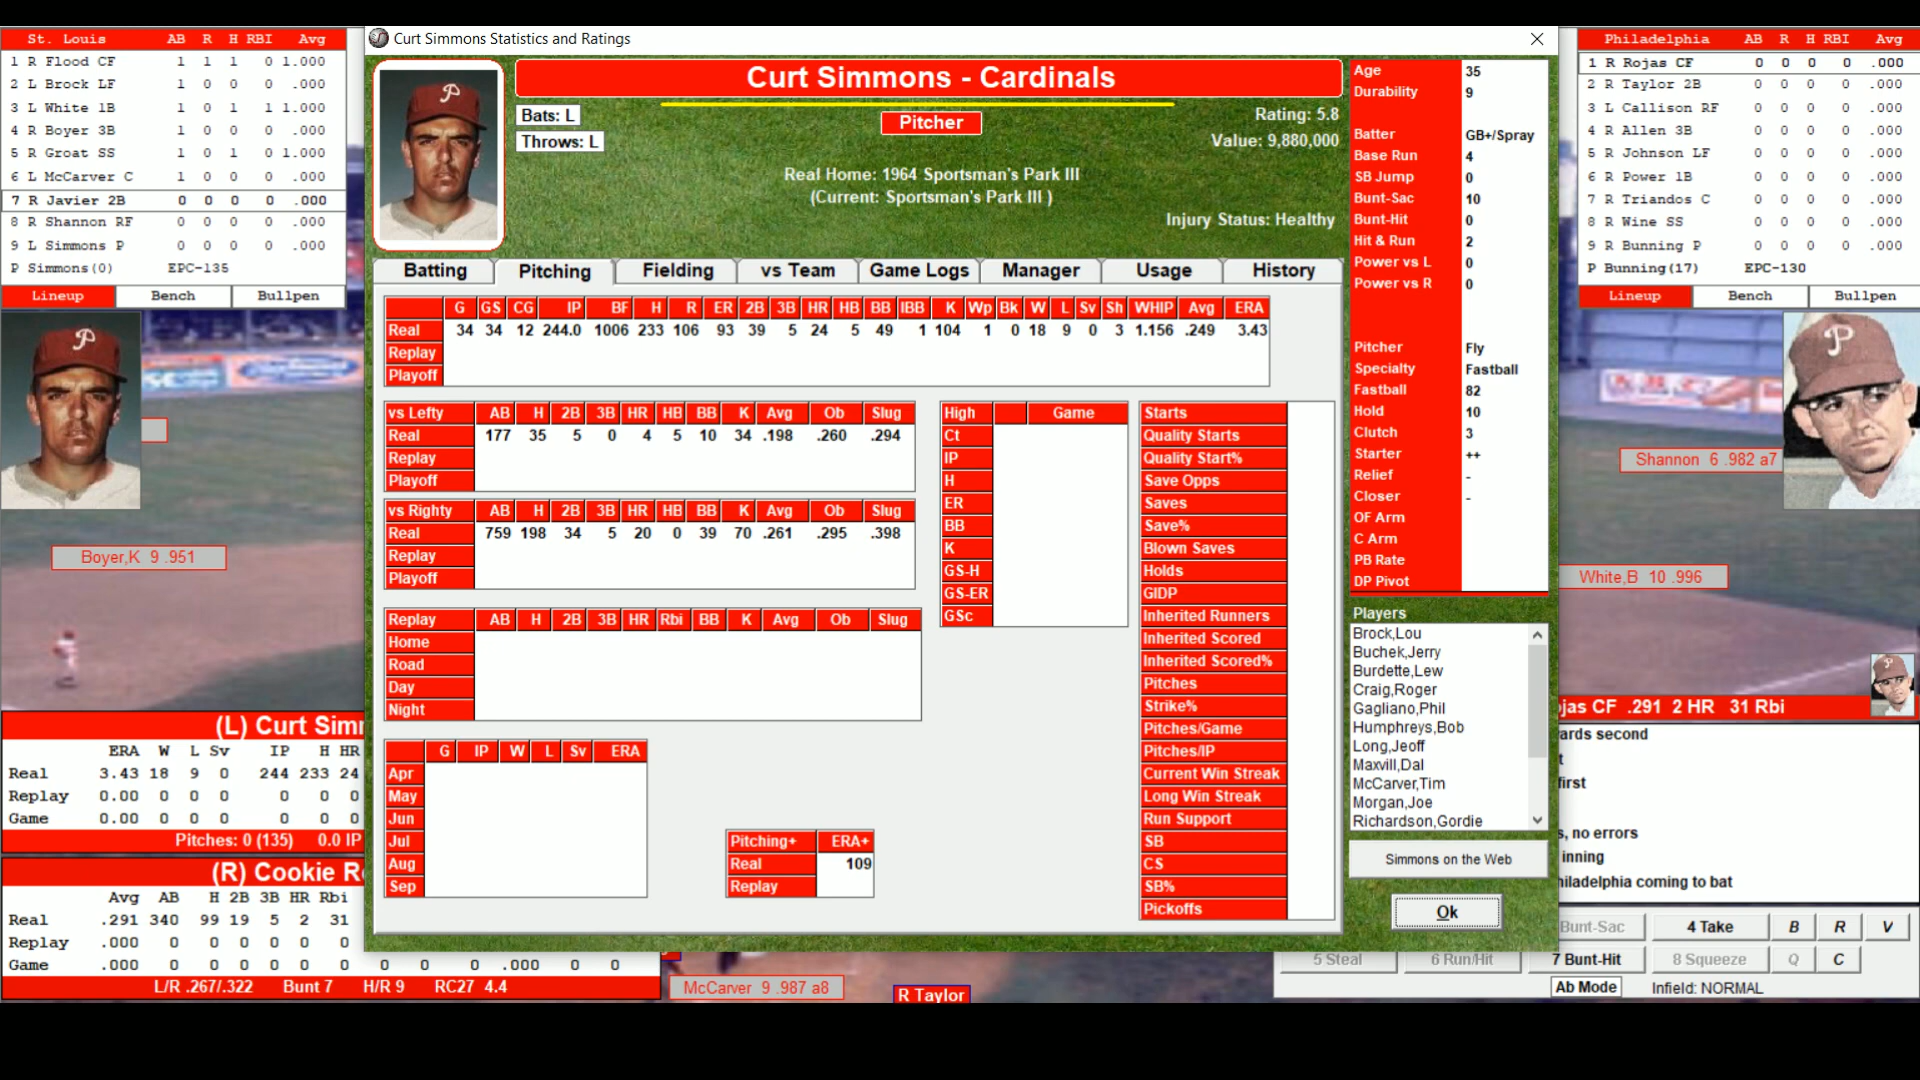 St. Louis AB R H RBI Avg
1 R Flood CF 1 1 1 0 1.000
2 L Brock LF 1 0 0 0 .000
3 L White 1B 1 0 1 1 1.000
4 R Boyer 3B 1 0 0 0 .000
5 R Groat SS 1 0 1 0 1.000
6 L McCarver C 1 0 0 0 .000
7 R Javier 2B 0 0 0 0 .000
8 R Shannon RF 0 0 0 0 .000
9 L Simmons P 0 0 0 0 .000
P Simmons(0) EPC-135
Lineup Bench Bullpen
Boyer,K 9 .951
(L) Curt Simm
ERA W L Sv IP H HR
Real 3.43 18 9 0 244 233 24
Replay 0.00 0 0 0 0 0 0
Game 0.00 0 0 0 0 0 0
Pitches: 0 (135) 0.0 IP
(R) Cookie R
Avg AB H 2B 3B HR Rbi
Real .291 340 99 19 5 2 31
Replay .000 0 0 0 0 0 0
Game .000 0 0 0 0 0 0 0 0 .000 0 0
L/R .267/.322 Bunt 7 H/R 9 RC27 4.4
Curt Simmons Statistics and Ratings
Curt Simmons - Cardinals
Bats: L
Throws: L
Pitcher
Rating: 5.8
Value: 9,880,000
Real Home: 1964 Sportsman's Park III
(Current: Sportsman's Park III )
Injury Status: Healthy
Batting Pitching Fielding vs Team Game Logs Manager Usage History
G GS CG IP BF H R ER 2B 3B HR HB BB IBB K Wp Bk W L Sv Sh WHIP Avg ERA
Real 34 34 12 244.0 1006 233 106 93 39 5 24 5 49 1 104 1 0 18 9 0 3 1.156 .249 3.43
Replay
Playoff
vs Lefty AB H 2B 3B HR HB BB K Avg Ob Slug
Real 177 35 5 0 4 5 10 34 .198 .260 .294
Replay
Playoff
vs Righty AB H 2B 3B HR HB BB K Avg Ob Slug
Real 759 198 34 5 20 0 39 70 .261 .295 .398
Replay
Playoff
Replay AB H 2B 3B HR Rbi BB K Avg Ob Slug
Home
Road
Day
Night
G IP W L Sv ERA
Apr
May
Jun
Jul
Aug
Sep
Pitching+ ERA+
Real 109
Replay
High Game
Ct
IP
H
ER
BB
K
GS-H
GS-ER
GSc
Starts
Quality Starts
Quality Start%
Save Opps
Saves
Save%
Blown Saves
Holds
GIDP
Inherited Runners
Inherited Scored
Inherited Scored%
Pitches
Strike%
Pitches/Game
Pitches/IP
Current Win Streak
Long Win Streak
Run Support
SB
CS
SB%
Pickoffs
Age 35
Durability 9
Batter GB+/Spray
Base Run 4
SB Jump 0
Bunt-Sac 10
Bunt-Hit 0
Hit & Run 2
Power vs L 0
Power vs R 0
Pitcher Fly
Specialty Fastball
Fastball 82
Hold 10
Clutch 3
Starter ++
Relief -
Closer -
OF Arm
C Arm
PB Rate
DP Pivot
Players
Brock,Lou
Buchek,Jerry
Burdette,Lew
Craig,Roger
Gagliano,Phil
Humphreys,Bob
Long,Jeoff
Maxvill,Dal
McCarver,Tim
Morgan,Joe
Richardson,Gordie
Simmons on the Web
Ok
Philadelphia AB R H RBI Avg
1 R Rojas CF 0 0 0 0 .000
2 R Taylor 2B 0 0 0 0 .000
3 L Callison RF 0 0 0 0 .000
4 R Allen 3B 0 0 0 0 .000
5 R Johnson LF 0 0 0 0 .000
6 R Power 1B 0 0 0 0 .000
7 R Triandos C 0 0 0 0 .000
8 R Wine SS 0 0 0 0 .000
9 R Bunning P 0 0 0 0 .000
P Bunning(17) EPC-130
Lineup Bench Bullpen
Shannon 6 .982 a7
White,B 10 .996
jas CF .291 2 HR 31 Rbi
ards second
t
first
s, no errors
inning
hiladelphia coming to bat
Bunt-Sac 4 Take B R V
5 Steal 6 Run/Hit 7 Bunt-Hit 8 Squeeze Q C
Ab Mode Infield: NORMAL
McCarver 9 .987 a8
R Taylor